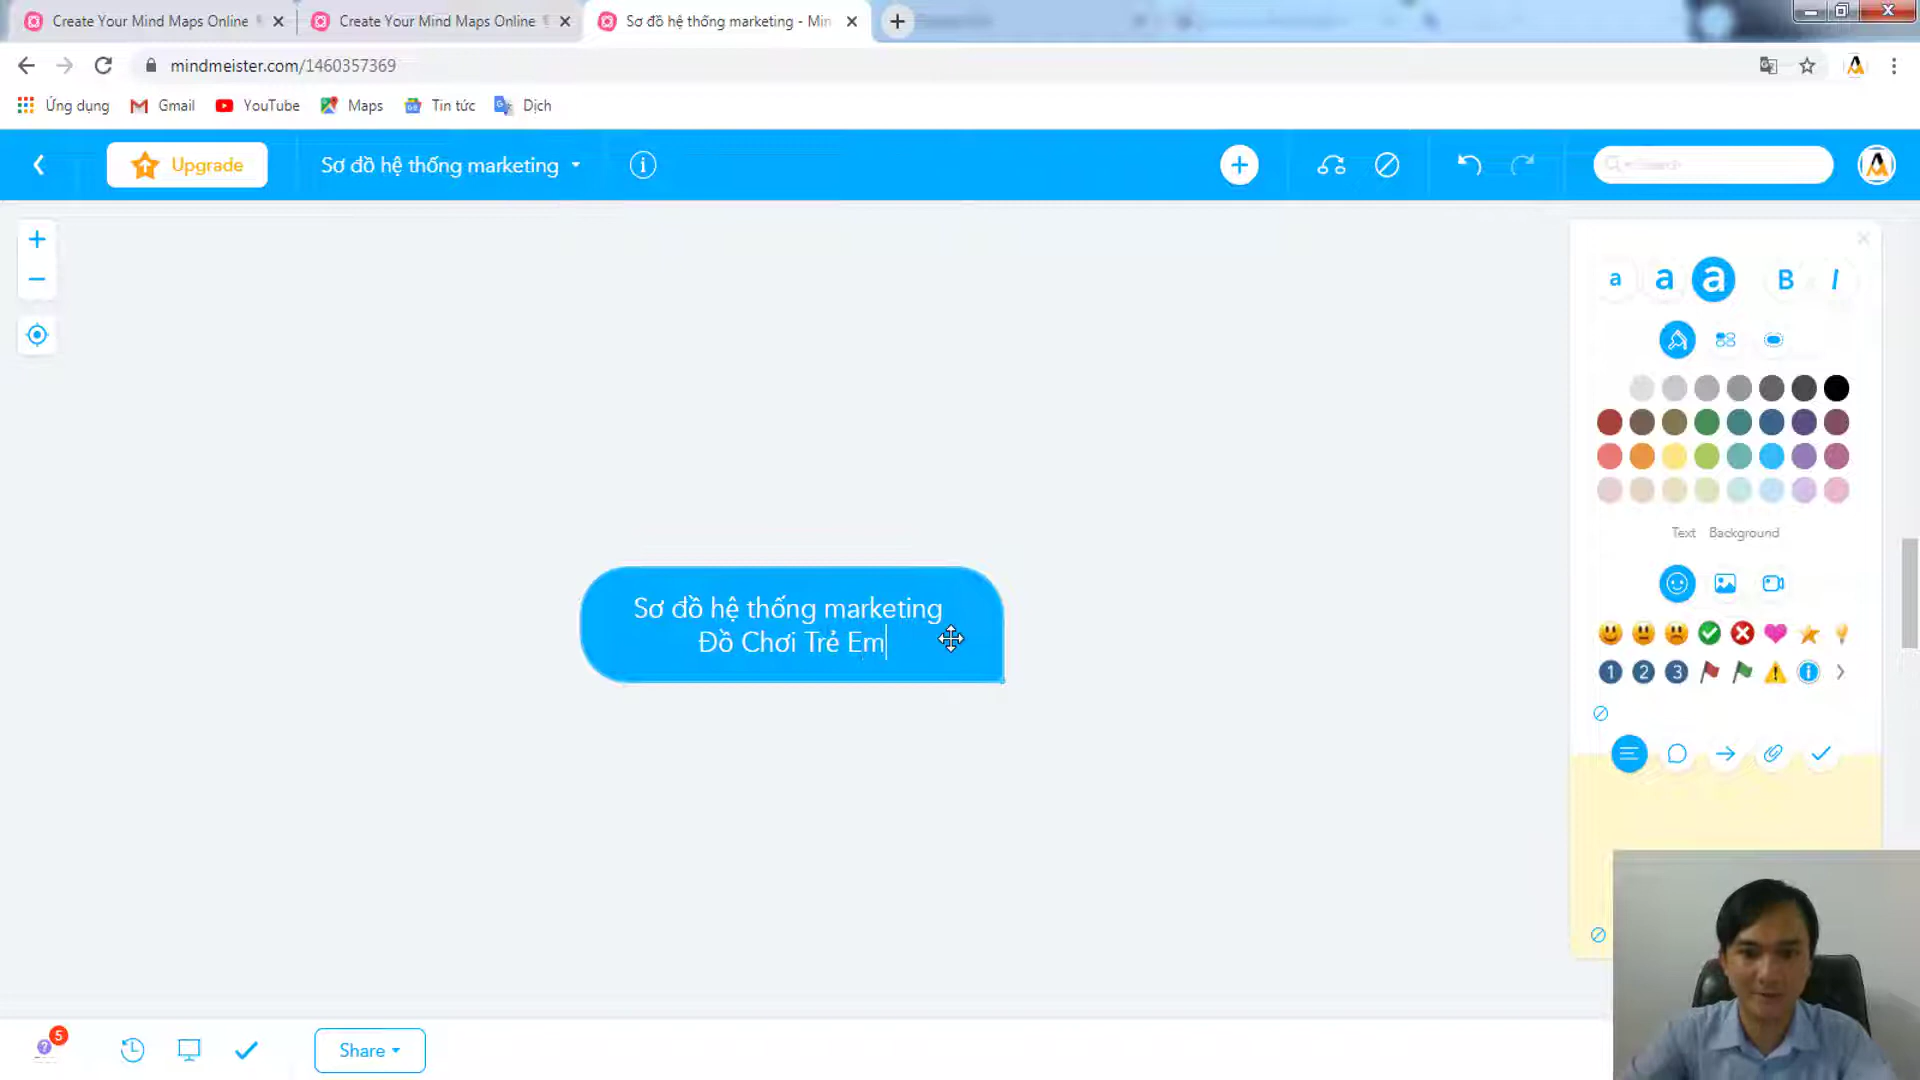 Create Your Mind Maps Online
Create Your Mind Maps Online
Sơ đồ hệ thống marketing - Min
mindmeister.com/1460357369
Ứng dụng
Gmail
YouTube
Maps
Tin tức
Dịch
Upgrade
Sơ đồ hệ thống marketing
a a a B I
Text Background
Sơ đồ hệ thống marketing
Đồ Chơi Trẻ Em
1 2 3
5
Share